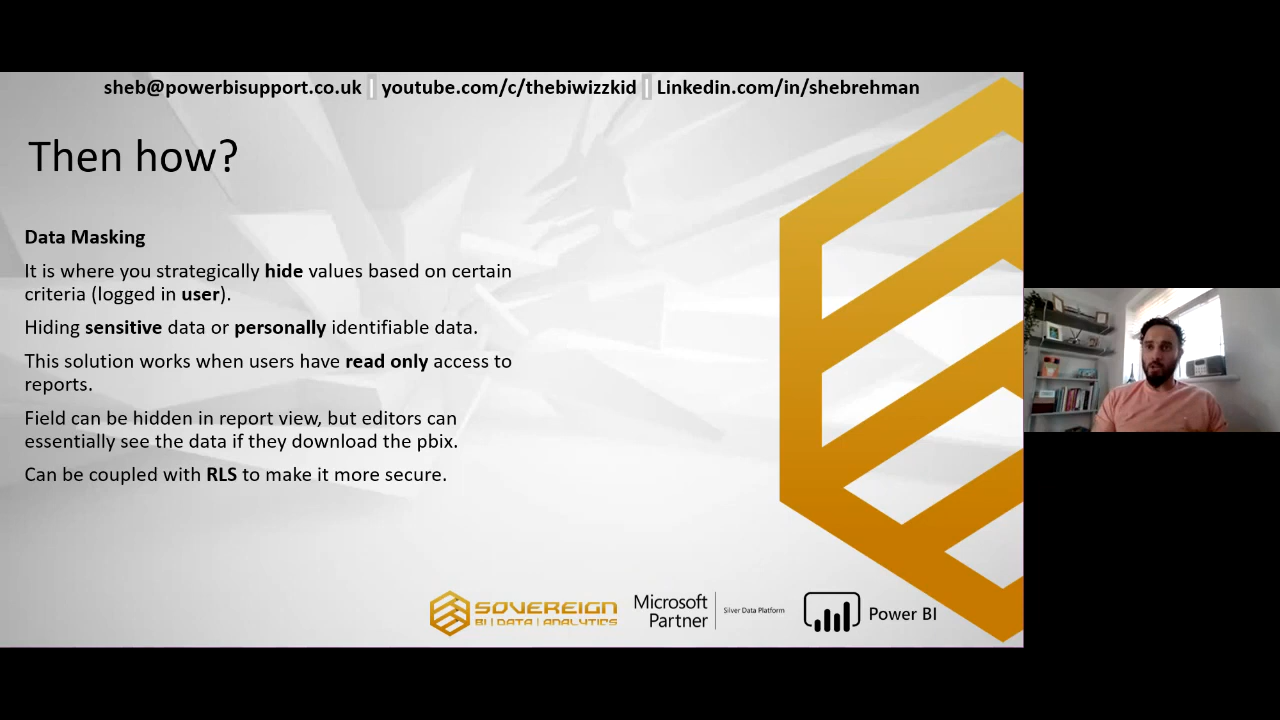 sheb@powerbisupport.co.uk | youtube.com/c/thebiwizzkid | Linkedin.com/in/shebrehman
Then how?
Data Masking
It is where you strategically hide values based on certain
criteria (logged in user).
Hiding sensitive data or personally identifiable data.
This solution works when users have read only access to
reports.
Field can be hidden in report view, but editors can
essentially see the data if they download the pbix.
Can be coupled with RLS to make it more secure.
SOVEREIGN
BI | DATA | ANALYTICS
Microsoft
Partner
Silver Data Platform
Power BI